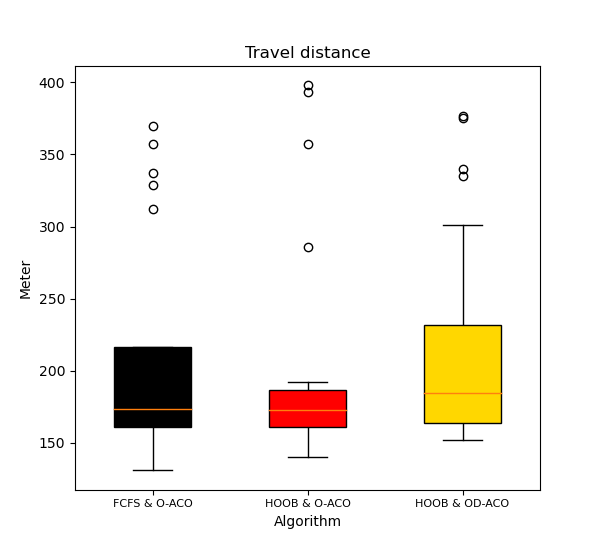 Travel distance
400
350
300
250
200
150
Meter
FCFS & O-ACO
HOOB & O-ACO
HOOB & OD-ACO
Algorithm